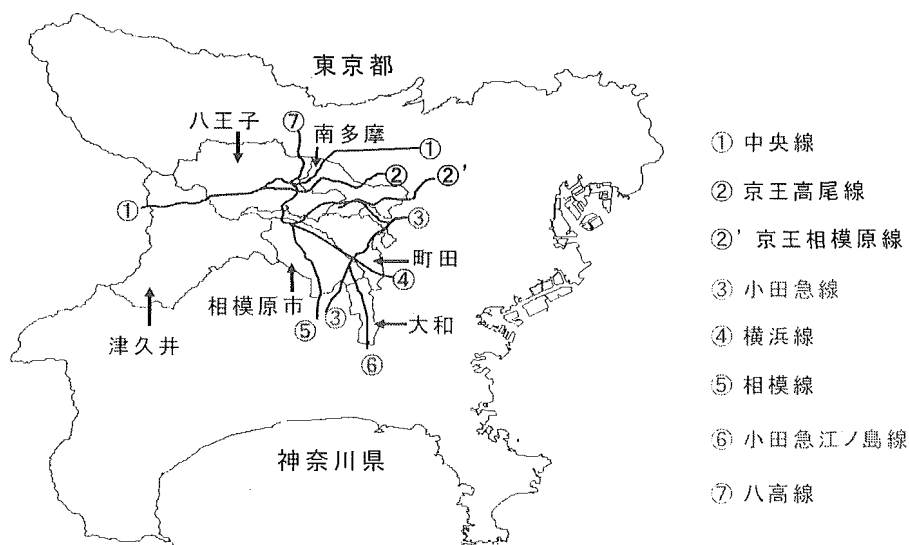 東京都
八王子
⑦
南多摩
①
②
②'
①
③
町田
④
相模原市
⑤
③
大和
津久井
⑥
神奈川県
① 中央線
② 京王高尾線
②' 京王相模原線
③ 小田急線
④ 横浜線
⑤ 相模線
⑥ 小田急江ノ島線
⑦ 八高線